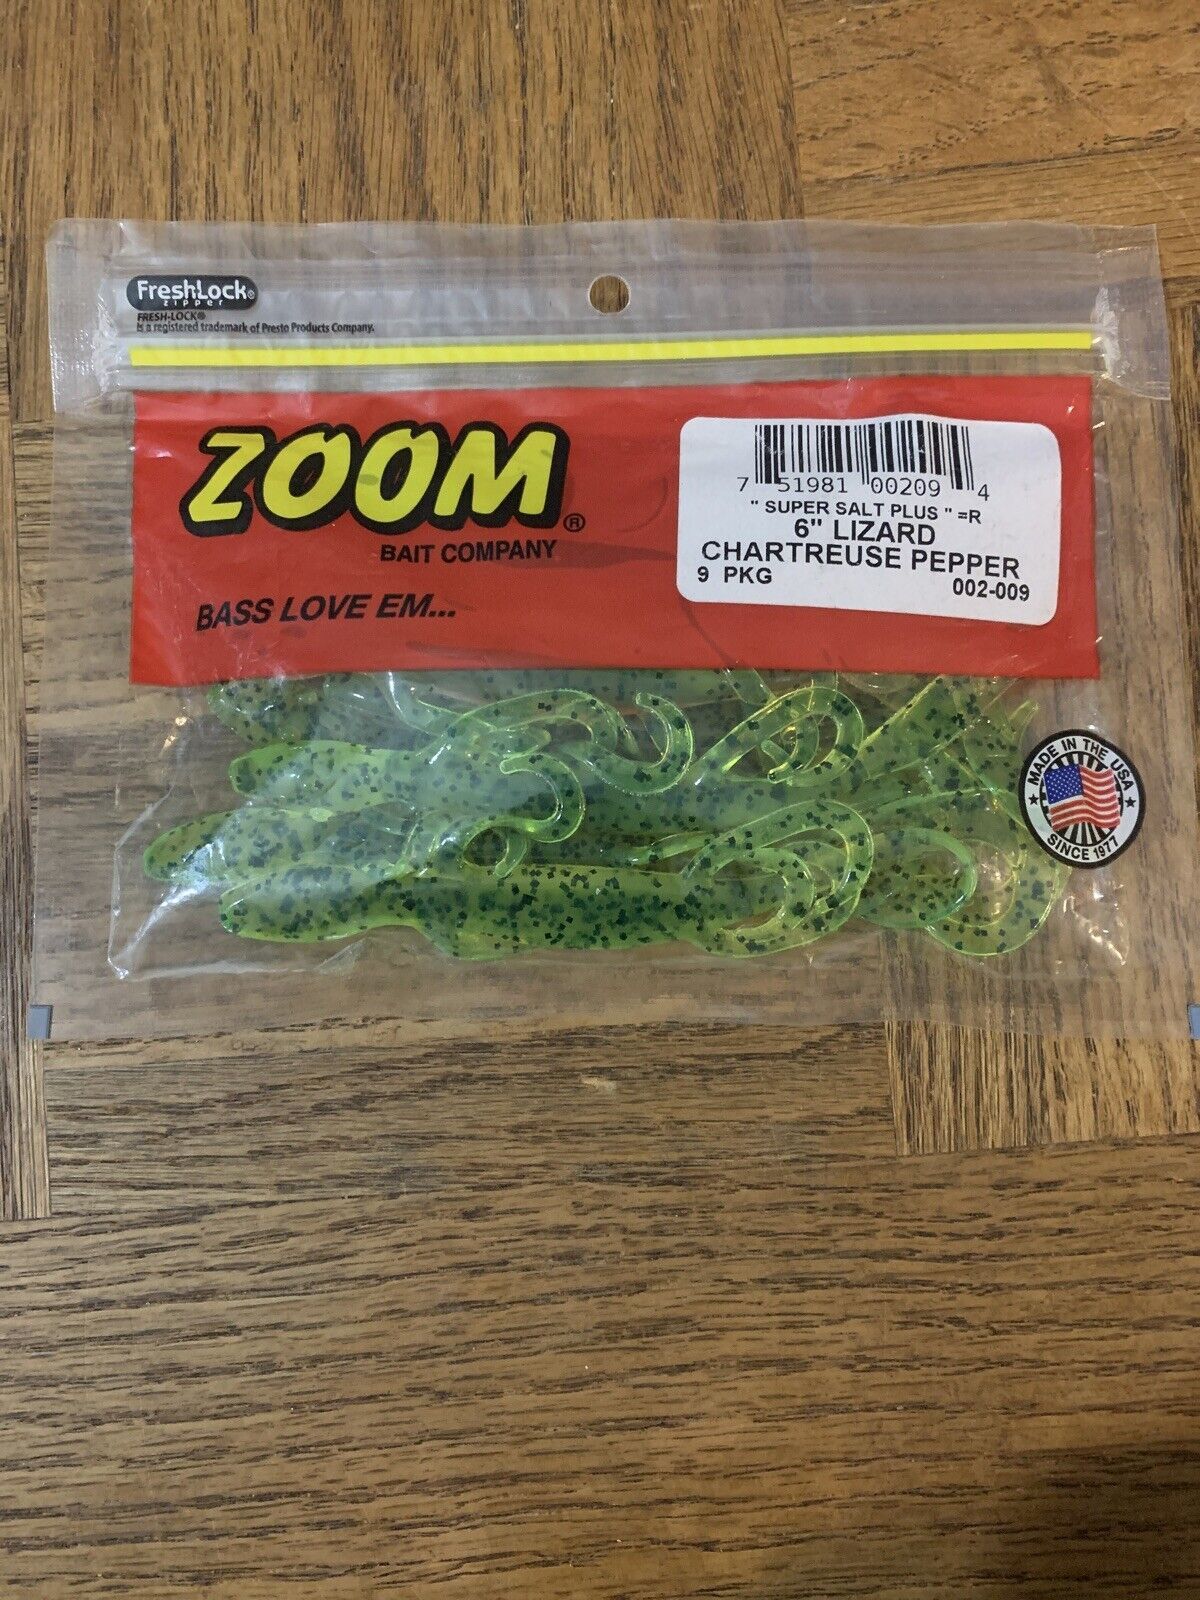 FreshLock®
zipper
FRESH-LOCK®
is a registered trademark of Presto Products Company.
ZOOM®
BAIT COMPANY
BASS LOVE EM...
7 51981 00209 4
" SUPER SALT PLUS " =R
6" LIZARD
CHARTREUSE PEPPER
9 PKG 002-009
MADE IN THE USA
SINCE 1977